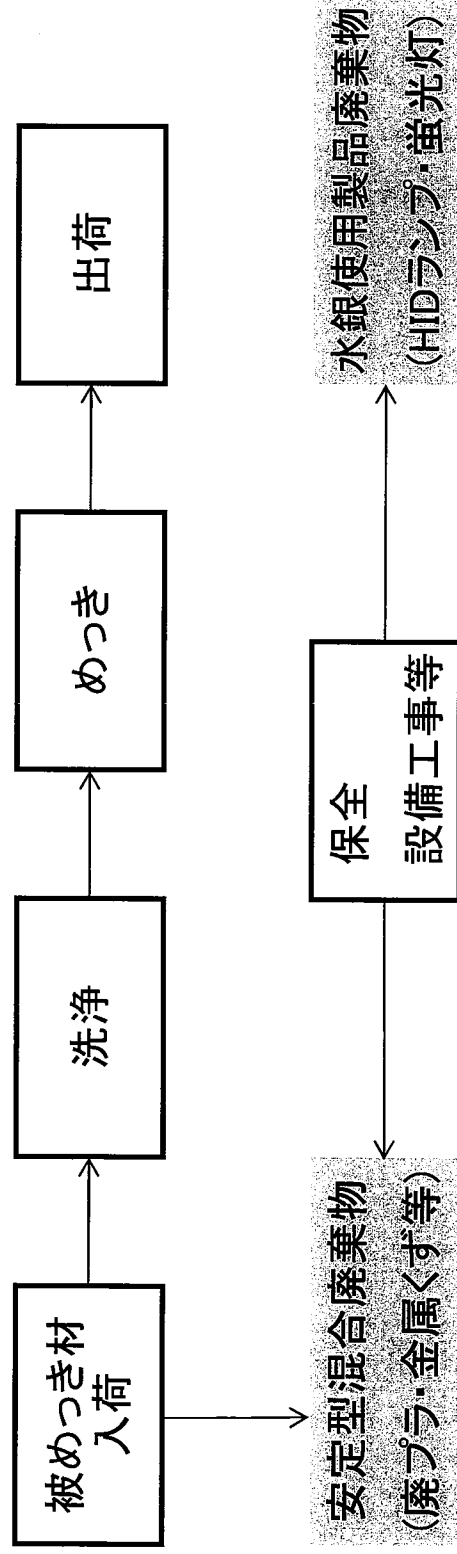 被めっき材
入荷
洗浄
めっき
出荷
安定型混合廃棄物
(廃プラ・金属くず等)
保全
設備工事等
水銀使用製品廃棄物
(HIDランプ・蛍光灯)